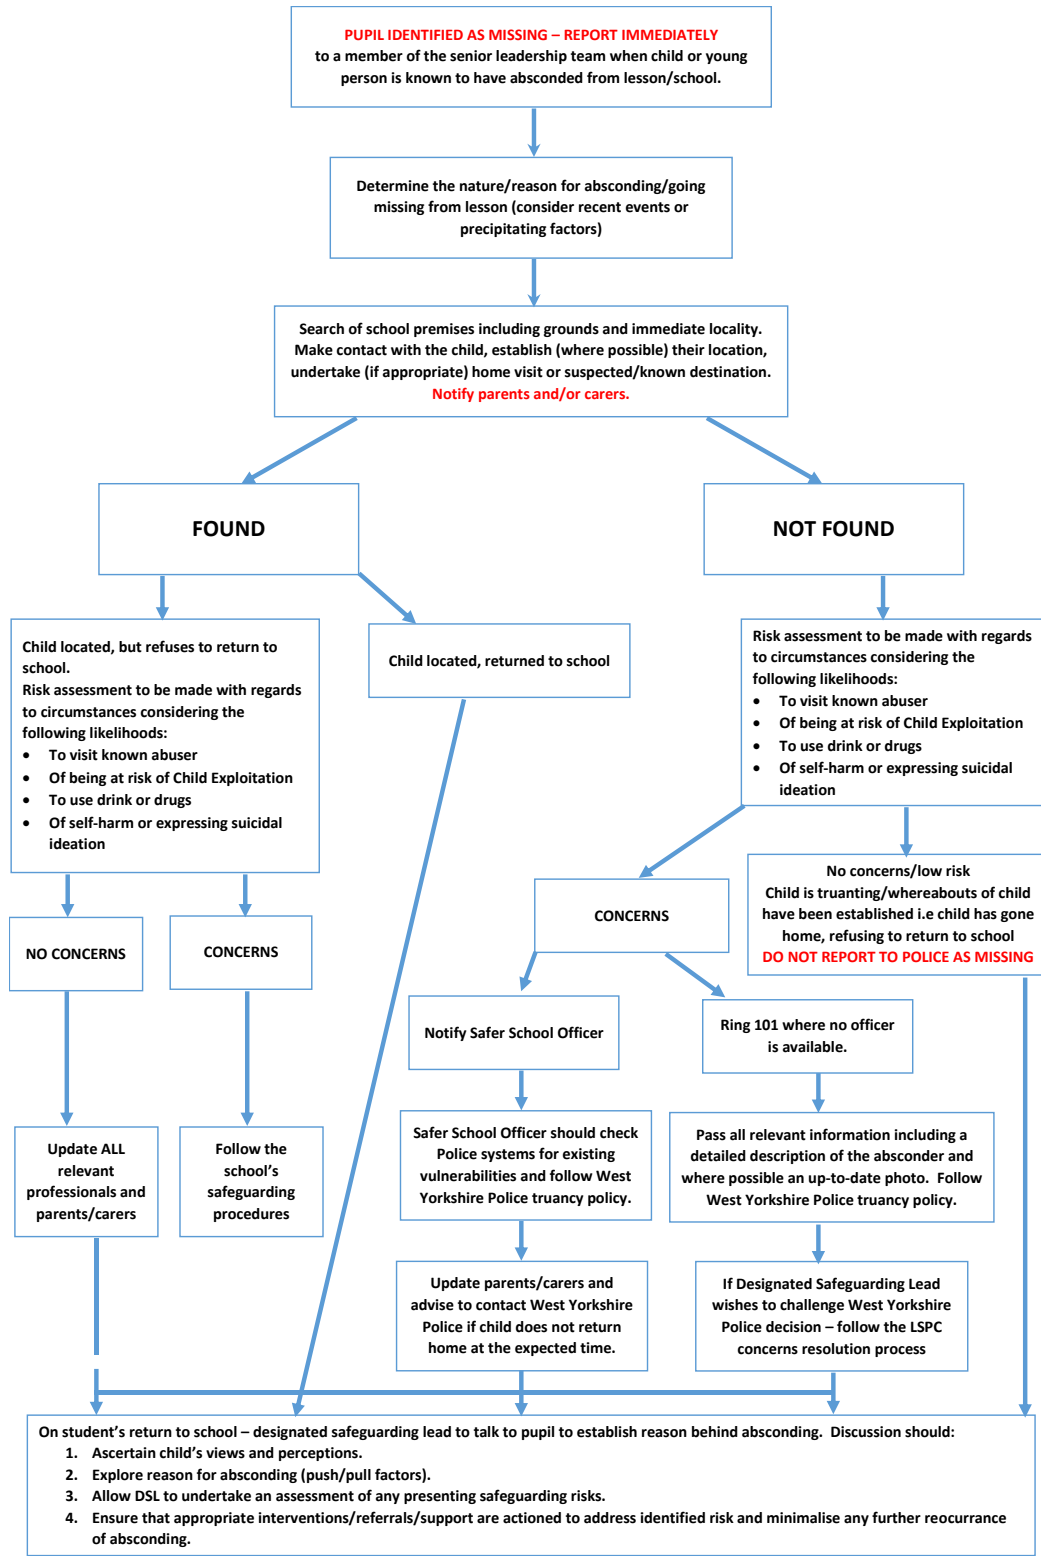 PUPIL IDENTIFIED AS MISSING – REPORT IMMEDIATELY
to a member of the senior leadership team when child or young
person is known to have absconded from lesson/school.
Determine the nature/reason for absconding/going
missing from lesson (consider recent events or
precipitating factors)
Search of school premises including grounds and immediate locality.
Make contact with the child, establish (where possible) their location,
undertake (if appropriate) home visit or suspected/known destination.
Notify parents and/or carers.
FOUND
NOT FOUND
Child located, but refuses to return to
school.
Risk assessment to be made with regards
to circumstances considering the
following likelihoods:
• To visit known abuser
• Of being at risk of Child Exploitation
• To use drink or drugs
• Of self-harm or expressing suicidal
ideation
Child located, returned to school
Risk assessment to be made with regards
to circumstances considering the
following likelihoods:
• To visit known abuser
• Of being at risk of Child Exploitation
• To use drink or drugs
• Of self-harm or expressing suicidal
ideation
NO CONCERNS
CONCERNS
CONCERNS
No concerns/low risk
Child is truanting/whereabouts of child
have been established i.e child has gone
home, refusing to return to school
DO NOT REPORT TO POLICE AS MISSING
Notify Safer School Officer
Ring 101 where no officer
is available.
Update ALL
relevant
professionals and
parents/carers
Follow the
school's
safeguarding
procedures
Safer School Officer should check
Police systems for existing
vulnerabilities and follow West
Yorkshire Police truancy policy.
Pass all relevant information including a
detailed description of the absconder and
where possible an up-to-date photo.  Follow
West Yorkshire Police truancy policy.
Update parents/carers and
advise to contact West Yorkshire
Police if child does not return
home at the expected time.
If Designated Safeguarding Lead
wishes to challenge West Yorkshire
Police decision – follow the LSPC
concerns resolution process
On student's return to school – designated safeguarding lead to talk to pupil to establish reason behind absconding.  Discussion should:
1. Ascertain child's views and perceptions.
2. Explore reason for absconding (push/pull factors).
3. Allow DSL to undertake an assessment of any presenting safeguarding risks.
4. Ensure that appropriate interventions/referrals/support are actioned to address identified risk and minimalise any further reocurrance
of absconding.